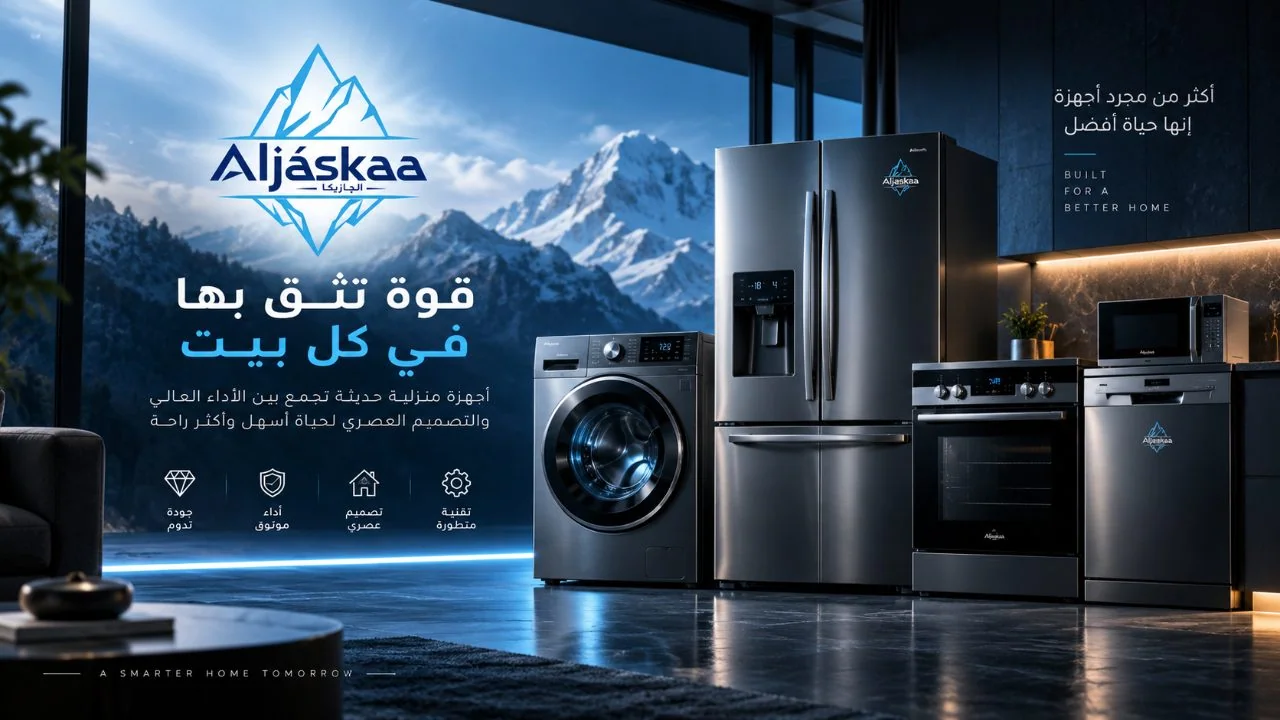 Aljáskaa
الجازيكا
قوة تثق بها
في كل بيت
أجهزة منزلية حديثة تجمع بين الأداء العالي
والتصميم العصري لحياة أسهل وأكثر راحة
تقنية
متطورة
تصميم
عصري
أداء
موثوق
جودة
تدوم
أكثر من مجرد أجهزة
إنها حياة أفضل
BUILT
FOR A
BETTER HOME
Aljáskaa
-18 4
Aljáskaa
Aljáskaa
A SMARTER HOME TOMORROW